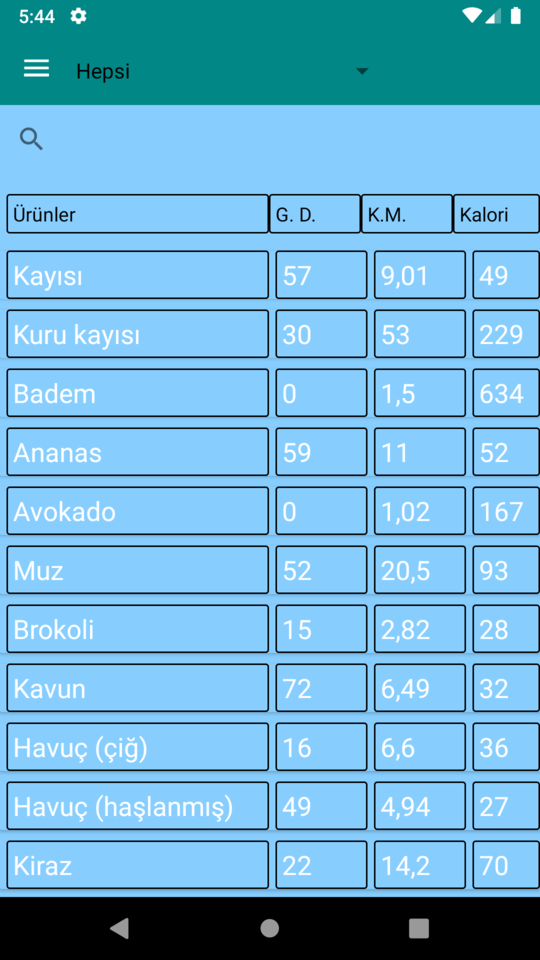 5:44
Hepsi
Ürünler G. D. K.M. Kalori
Kayısı 57 9,01 49
Kuru kayısı 30 53 229
Badem 0 1,5 634
Ananas 59 11 52
Avokado 0 1,02 167
Muz 52 20,5 93
Brokoli 15 2,82 28
Kavun 72 6,49 32
Havuç (çiğ) 16 6,6 36
Havuç (haşlanmış) 49 4,94 27
Kiraz 22 14,2 70